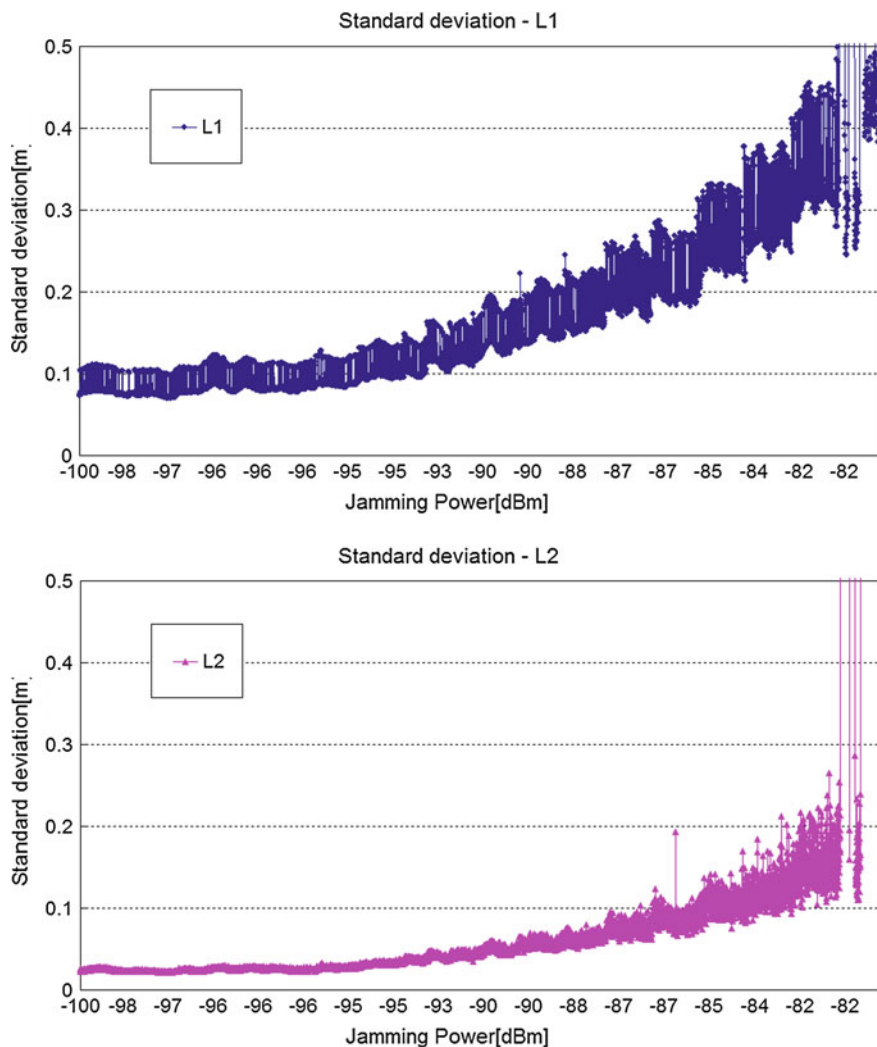 Standard deviation - L1
0.5
0.4
0.3
0.2
0.1
0
L1
Standard deviation[m]
-100 -98 -97 -96 -96 -96 -95 -95 -93 -90 -90 -88 -87 -87 -85 -84 -82 -82
Jamming Power[dBm]
Standard deviation - L2
0.5
0.4
0.3
0.2
0.1
0
L2
Standard deviation[m]
-100 -98 -97 -96 -96 -96 -95 -95 -93 -90 -90 -88 -87 -87 -85 -84 -82 -82
Jamming Power[dBm]